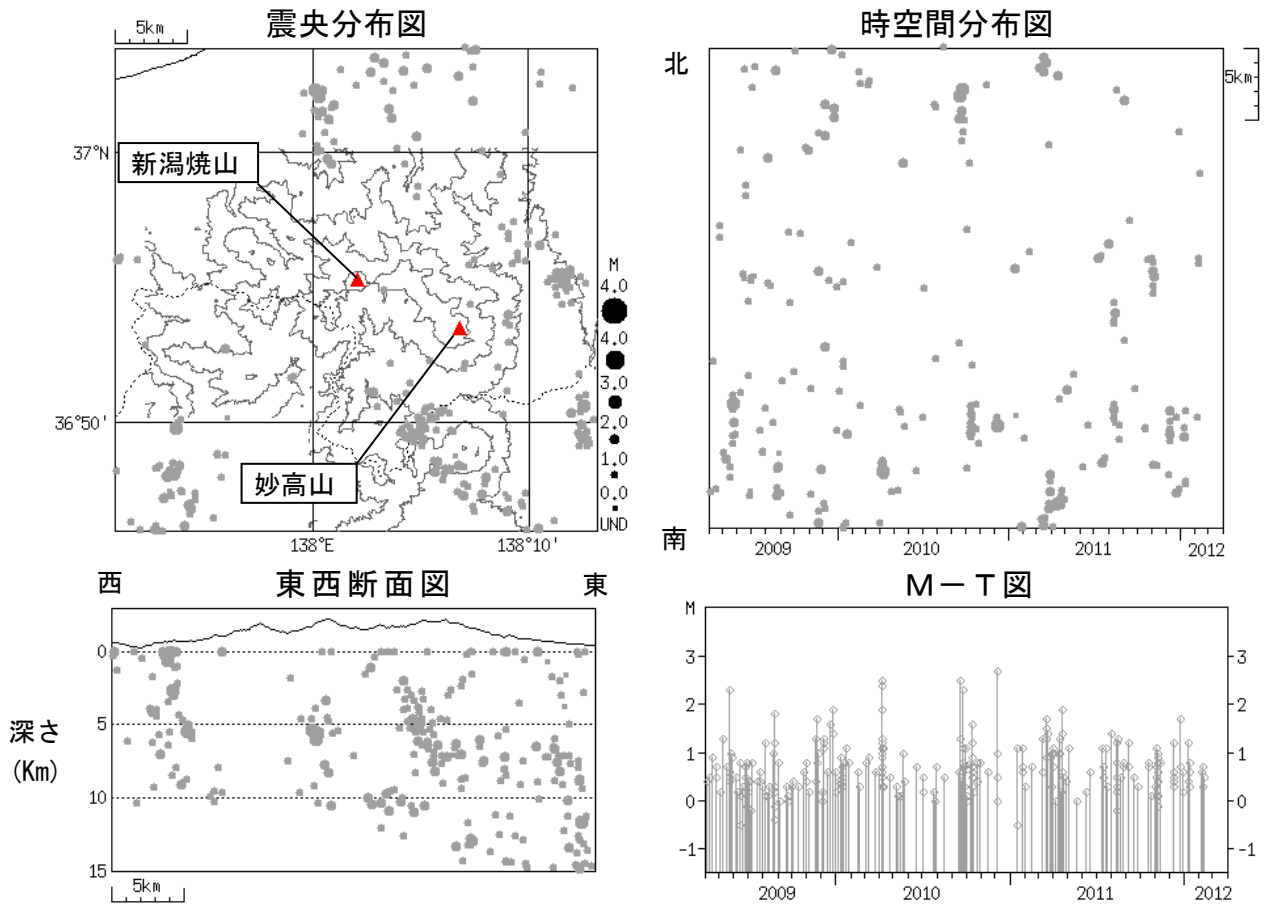 震央分布図
5km
新潟焼山
37°N
36°50'
妙高山
138°E
138°10'
M
4.0
4.0
3.0
2.0
1.0
0.0
UND
時空間分布図
北
5km
南
2009
2010
2011
2012
東西断面図
西
東
0
5
10
15
深さ
(Km)
5km
M－T図
M
3
2
1
0
-1
3
2
1
0
-1
2009
2010
2011
2012